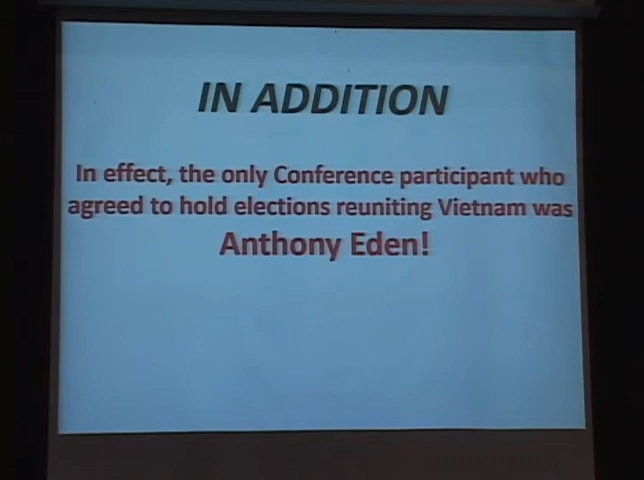 IN ADDITION
In effect, the only Conference participant who
agreed to hold elections reuniting Vietnam was
Anthony Eden!